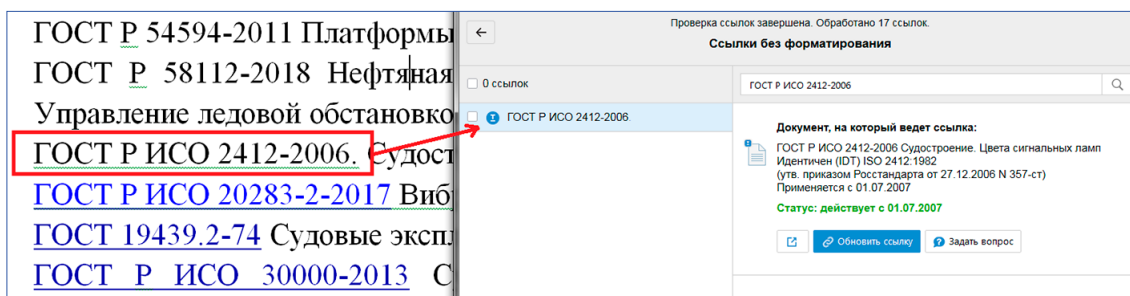 ГОСТ Р 54594-2011 Платформы
ГОСТ Р 58112-2018 Нефтяная
Управление ледовой обстановко
ГОСТ Р ИСО 2412-2006. Судост
ГОСТ Р ИСО 20283-2-2017 Виб
ГОСТ 19439.2-74 Судовые эксп
ГОСТ Р ИСО 30000-2013 С
Проверка ссылок завершена. Обработано 17 ссылок.
Ссылки без форматирования
0 ссылок
ГОСТ Р ИСО 2412-2006.
ГОСТ Р ИСО 2412-2006
Документ, на который ведет ссылка:
ГОСТ Р ИСО 2412-2006 Судостроение. Цвета сигнальных ламп
Идентичен (IDT) ISO 2412:1982
(утв. приказом Росстандарта от 27.12.2006 N 357-ст)
Применяется с 01.07.2007
Статус: действует с 01.07.2007
Обновить ссылку
Задать вопрос